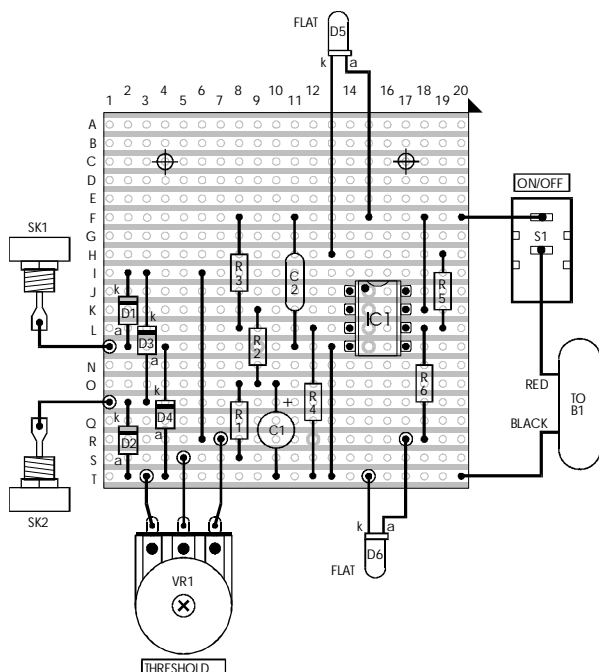 FLAT
D5
k a
1 2 3 4 5 6 7 8 9 10 11 12 14 16 17 18 19 20
A
B
C
D
E
ON/OFF
F
SK1
G
S1
H
I
R3
C2
k
J
R5
D1
K
IC1
k
a
L
D3
R2
a
N
RED
TO
B1
k
O
R6
R4
+
D4
R1
C1
BLACK
k
Q
a
D2
R
a
S
T
SK2
k a
D6
FLAT
VR1
THRESHOLD